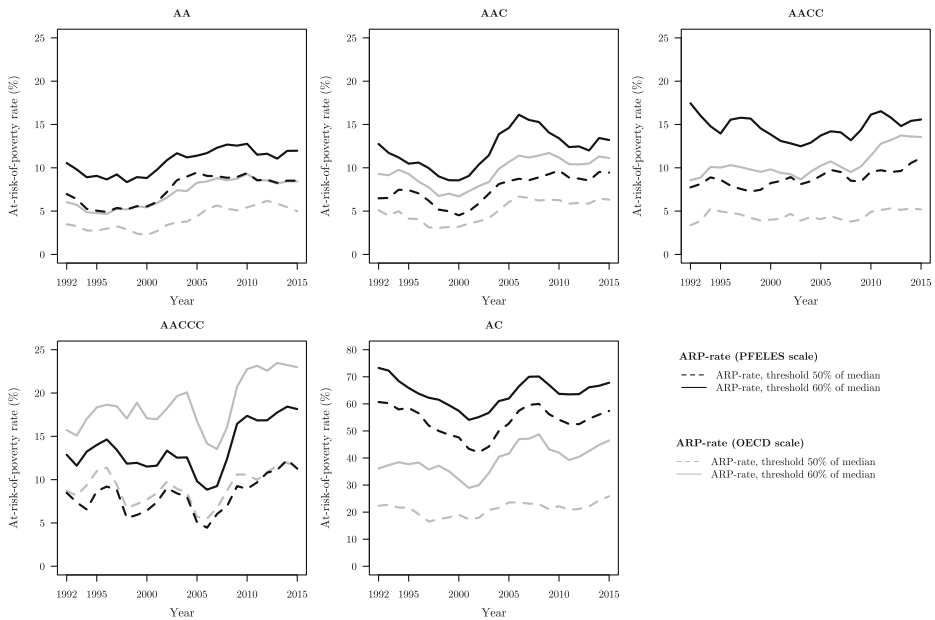 AA
At-risk-of-poverty rate (%)
25
20
15
10
5
0
1992 1995 2000 2005 2010 2015
Year
AAC
At-risk-of-poverty rate (%)
25
20
15
10
5
0
1992 1995 2000 2005 2010 2015
Year
AACC
At-risk-of-poverty rate (%)
25
20
15
10
5
0
1992 1995 2000 2005 2010 2015
Year
AACCC
At-risk-of-poverty rate (%)
25
20
15
10
5
0
1992 1995 2000 2005 2010 2015
Year
AC
At-risk-of-poverty rate (%)
80
70
60
50
40
30
20
10
0
1992 1995 2000 2005 2010 2015
Year
ARP-rate (PFELES scale)
ARP-rate, threshold 50% of median
ARP-rate, threshold 60% of median
ARP-rate (OECD scale)
ARP-rate, threshold 50% of median
ARP-rate, threshold 60% of median